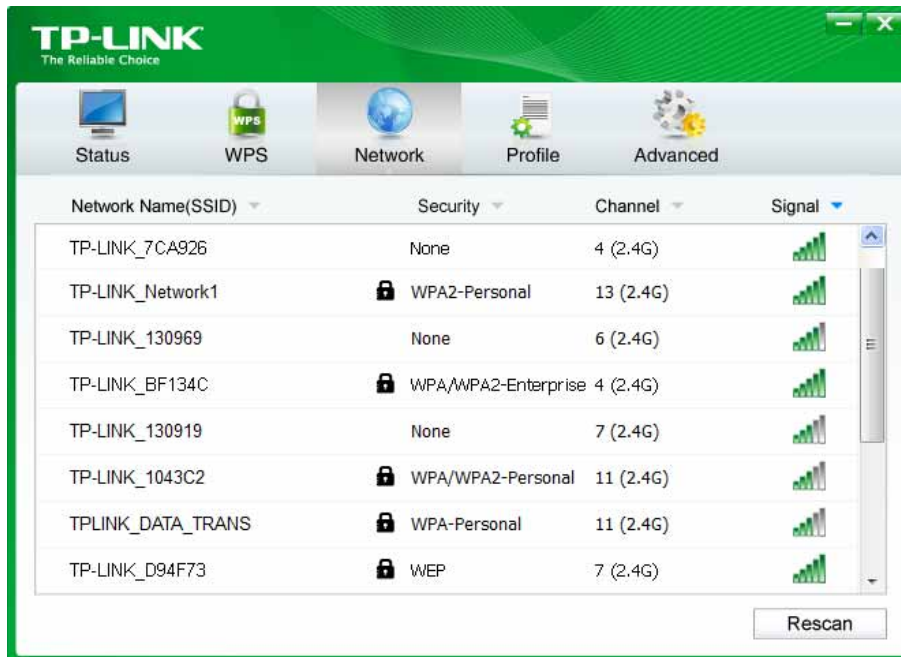 TP-LINK
The Reliable Choice
Status WPS Network Profile Advanced
WPS
Network Name(SSID) Security Channel Signal
TP-LINK_7CA926 None 4 (2.4G)
TP-LINK_Network1 WPA2-Personal 13 (2.4G)
TP-LINK_130969 None 6 (2.4G)
TP-LINK_BF134C WPA/WPA2-Enterprise 4 (2.4G)
TP-LINK_130919 None 7 (2.4G)
TP-LINK_1043C2 WPA/WPA2-Personal 11 (2.4G)
TPLINK_DATA_TRANS WPA-Personal 11 (2.4G)
TP-LINK_D94F73 WEP 7 (2.4G)
Rescan